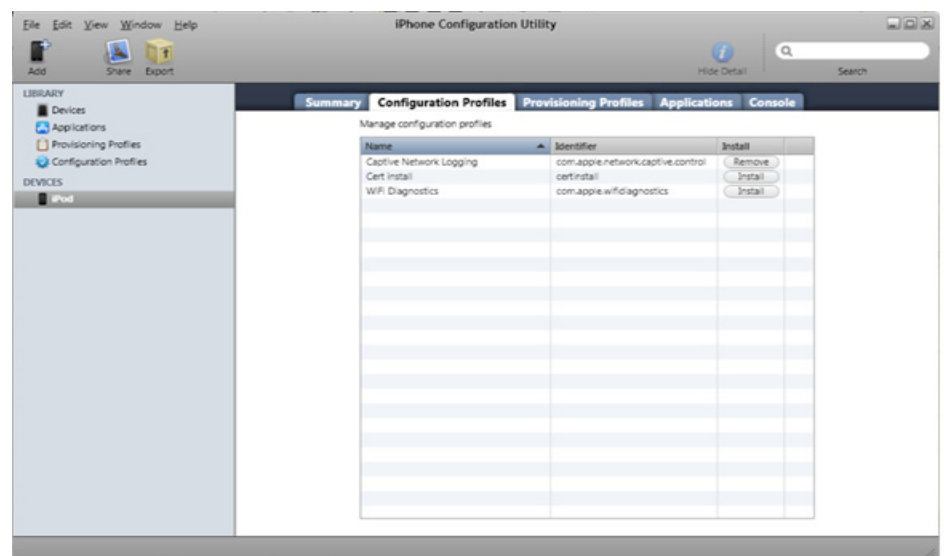 iPhone Configuration Utility
File Edit View Window Help
Add Share Export Hide Detail Search
LIBRARY
Devices
Applications
Provisioning Profiles
Configuration Profiles
DEVICES
iPod
Summary Configuration Profiles Provisioning Profiles Applications Console
Manage configuration profiles
Name Identifier Install
Captive Network Logging com.apple.network.captive.control Remove
Cert install certinstall Install
WiFi Diagnostics com.apple.wifidiagnostics Install